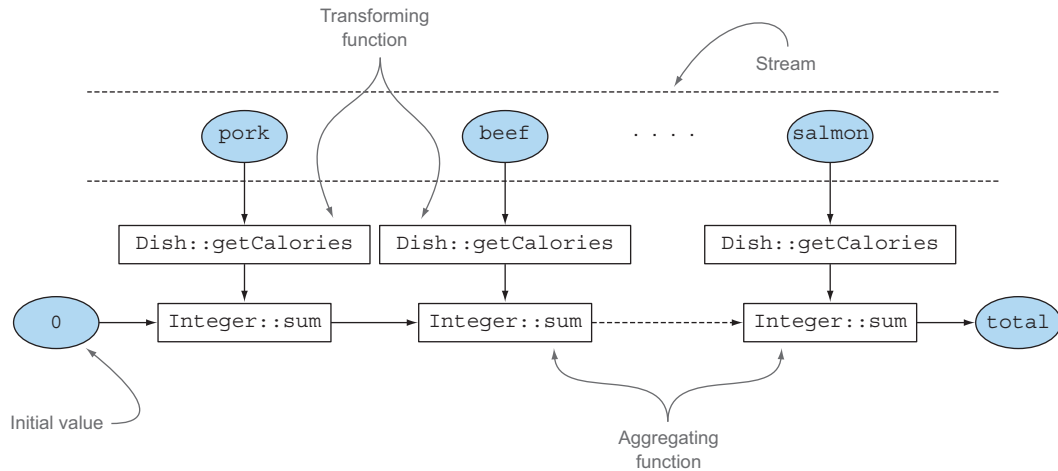 Transforming
function
Stream
pork
beef
. . . .
salmon
Dish::getCalories
Dish::getCalories
Dish::getCalories
0
Integer::sum
Integer::sum
Integer::sum
total
Initial value
Aggregating
function